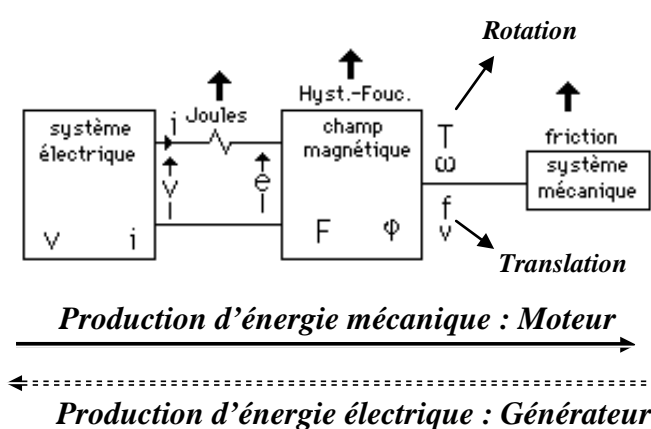 Rotation
Hyst.-Fouc.
Joules
système
électrique
i
v
e
V i
champ
magnétique
F φ
T
ω
f
v
friction
système
mécanique
Translation
Production d'énergie mécanique : Moteur
Production d'énergie électrique : Générateur